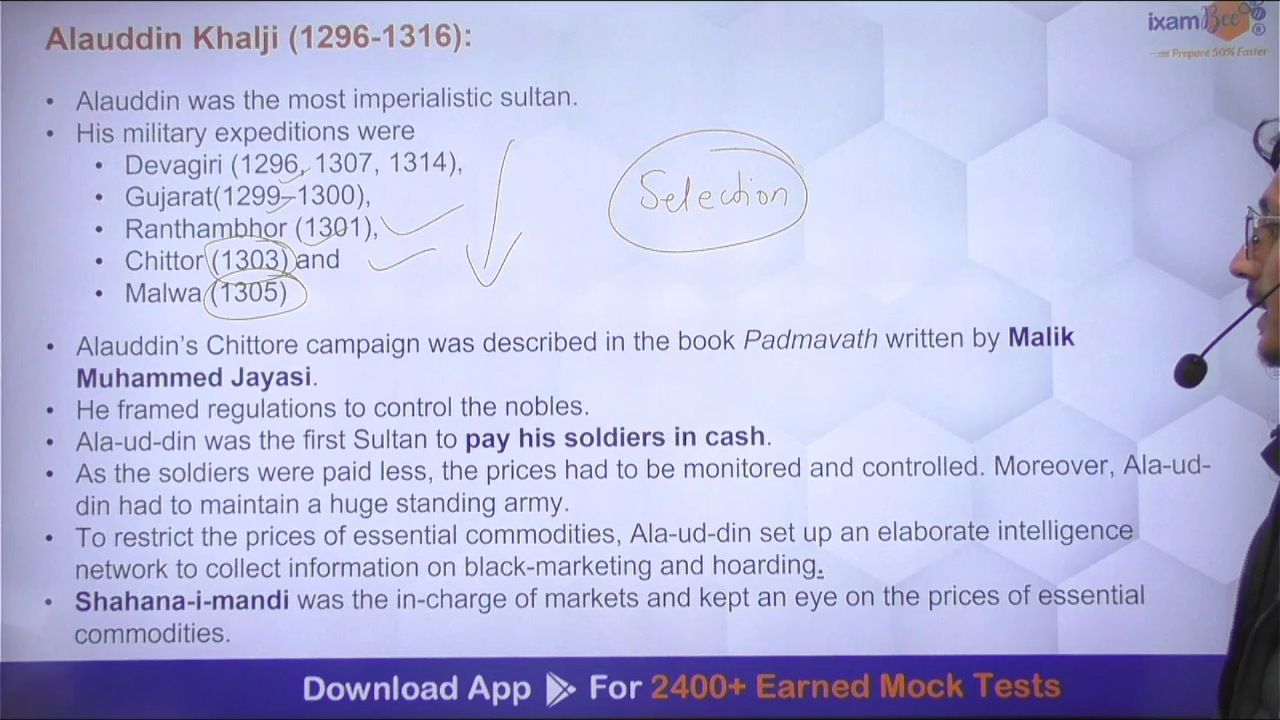 Alauddin Khalji (1296-1316):
ixamBee
Prepare 50% Faster
• Alauddin was the most imperialistic sultan.
• His military expeditions were
• Devagiri (1296, 1307, 1314),
• Gujarat(1299–1300),
• Ranthambhor (1301),
• Chittor (1303) and
• Malwa (1305)
Selection
• Alauddin's Chittore campaign was described in the book Padmavath written by Malik
Muhammed Jayasi.
• He framed regulations to control the nobles.
• Ala-ud-din was the first Sultan to pay his soldiers in cash.
• As the soldiers were paid less, the prices had to be monitored and controlled. Moreover, Ala-ud-
din had to maintain a huge standing army.
• To restrict the prices of essential commodities, Ala-ud-din set up an elaborate intelligence
network to collect information on black-marketing and hoarding.
• Shahana-i-mandi was the in-charge of markets and kept an eye on the prices of essential
commodities.
Download App For 2400+ Earned Mock Tests